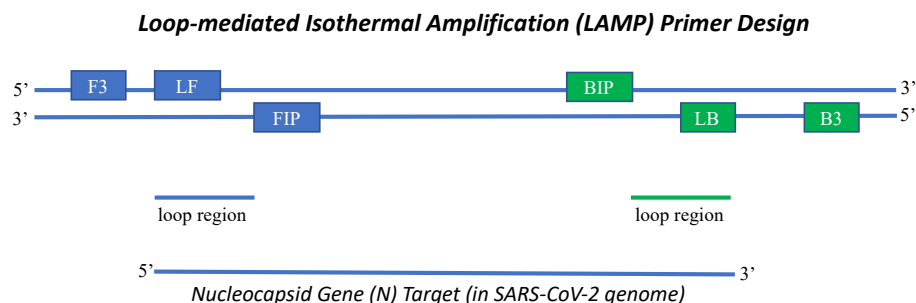 Loop-mediated Isothermal Amplification (LAMP) Primer Design
5’ F3 LF BIP 3’
3’ FIP LB B3 5’
loop region loop region
5’ 3’
Nucleocapsid Gene (N) Target (in SARS-CoV-2 genome)